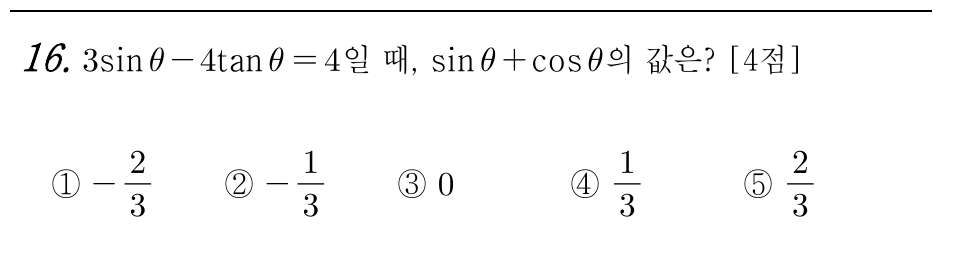 16. 3sinθ－4tanθ＝4일 때, sinθ＋cosθ의 값은? [4점]
① －2/3 ② －1/3 ③ 0 ④ 1/3 ⑤ 2/3